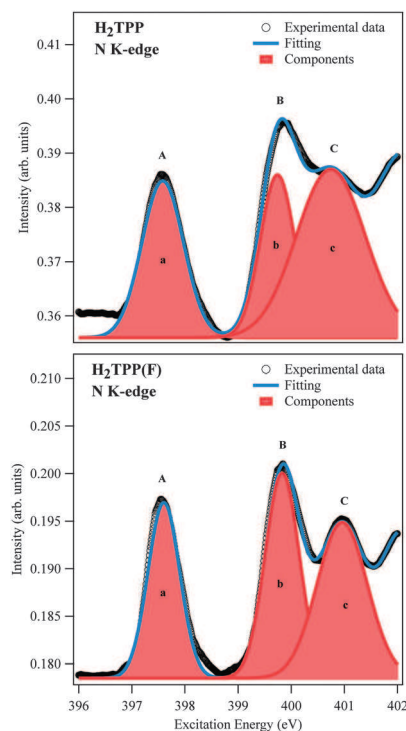 H2TPP
N K-edge
Experimental data
Fitting
Components
Intensity (arb. units)
0.41
0.40
0.39
0.38
0.37
0.36
A
B
C
a
b
c
H2TPP(F)
N K-edge
Experimental data
Fitting
Components
Intensity (arb. units)
0.210
0.205
0.200
0.195
0.190
0.185
0.180
A
B
C
a
b
c
396 397 398 399 400 401 402
Excitation Energy (eV)